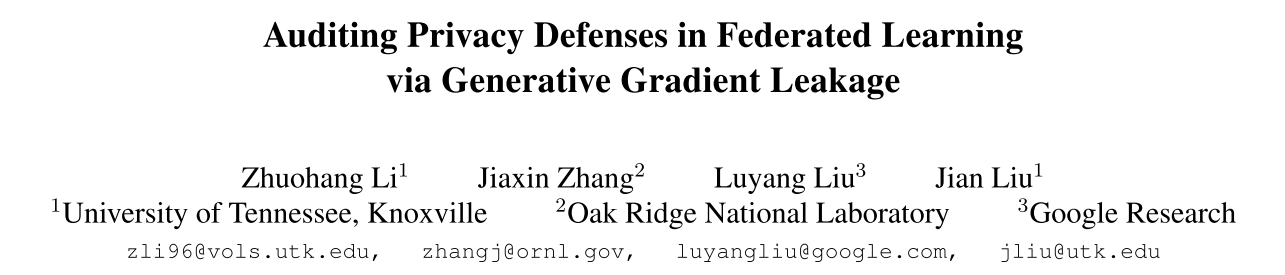 Auditing Privacy Defenses in Federated Learning
via Generative Gradient Leakage
Zhuohang Li¹ Jiaxin Zhang² Luyang Liu³ Jian Liu¹
¹University of Tennessee, Knoxville ²Oak Ridge National Laboratory ³Google Research
zli96@vols.utk.edu, zhangj@ornl.gov, luyangliu@google.com, jliu@utk.edu